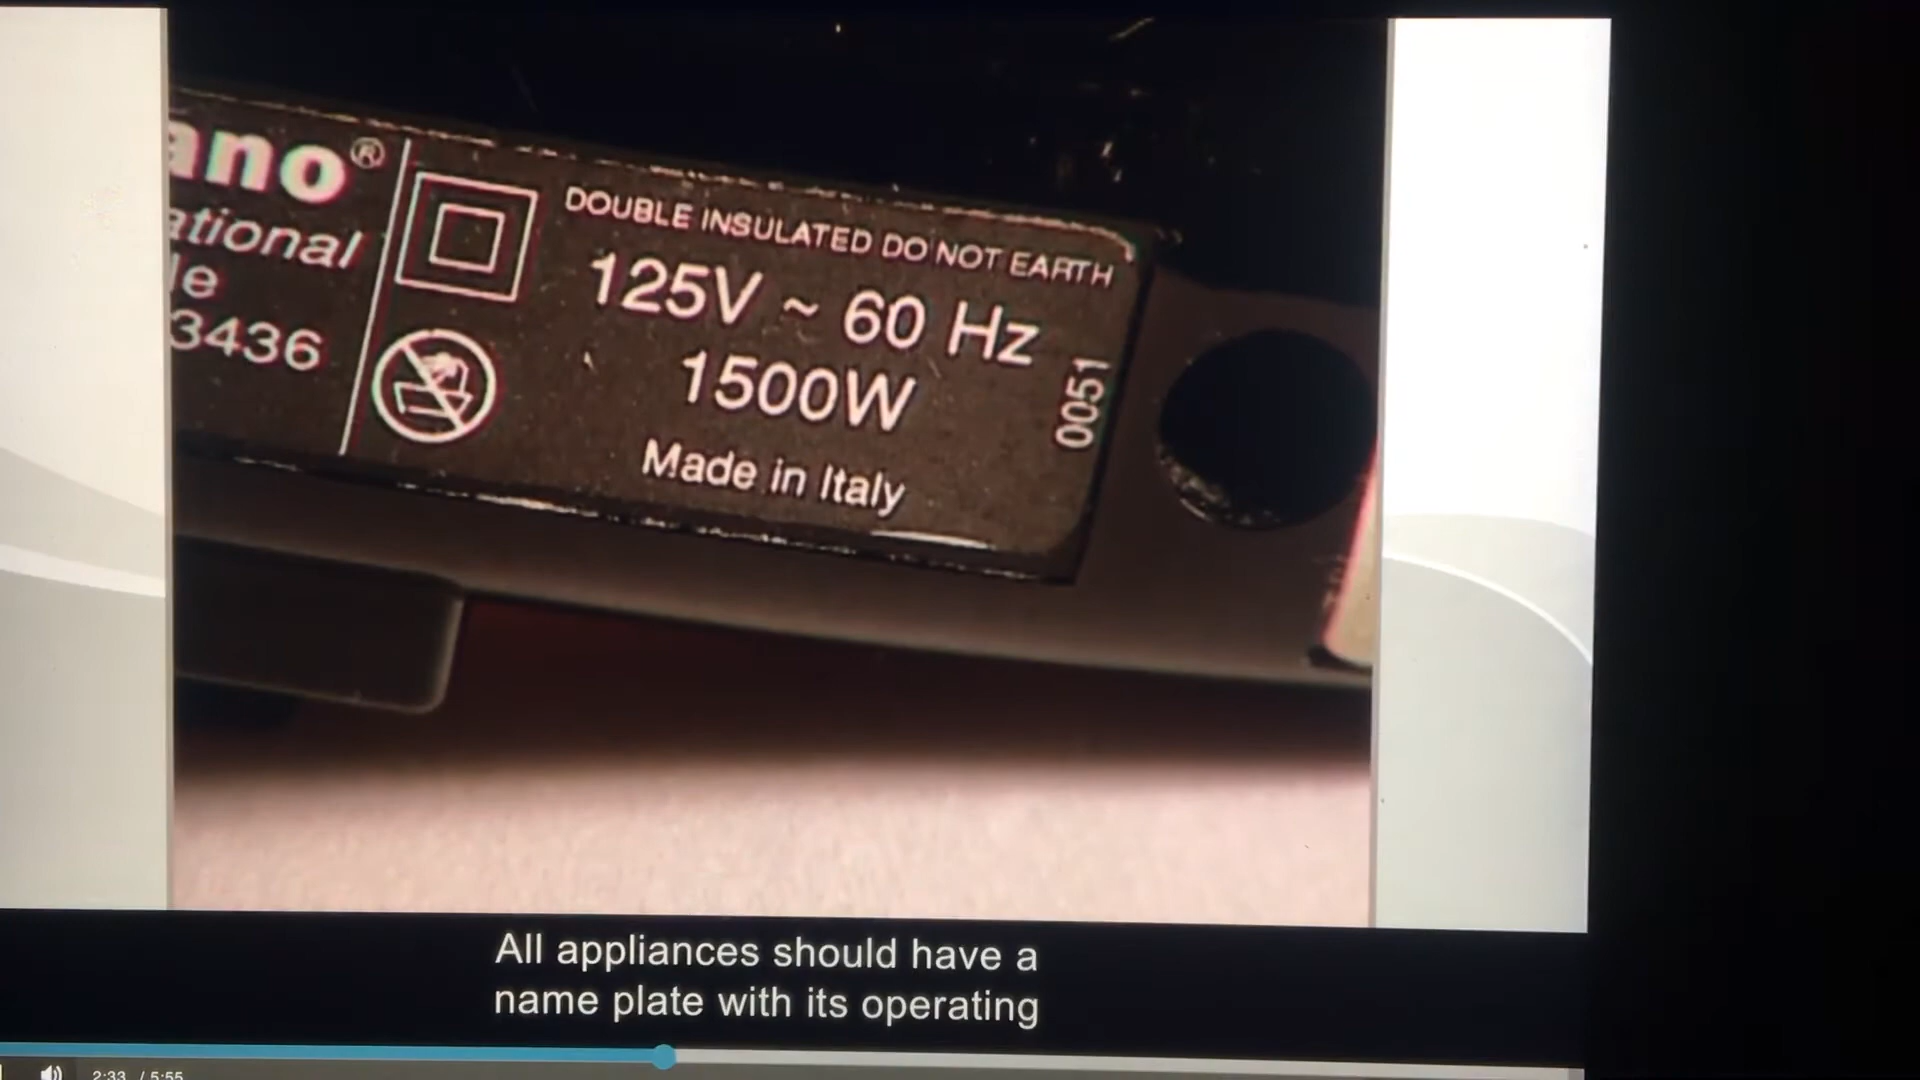 ano®
ational
le
3436
DOUBLE INSULATED DO NOT EARTH
125V ~ 60 Hz
1500W
Made in Italy
0051
All appliances should have a
name plate with its operating
2:33 / 5:55